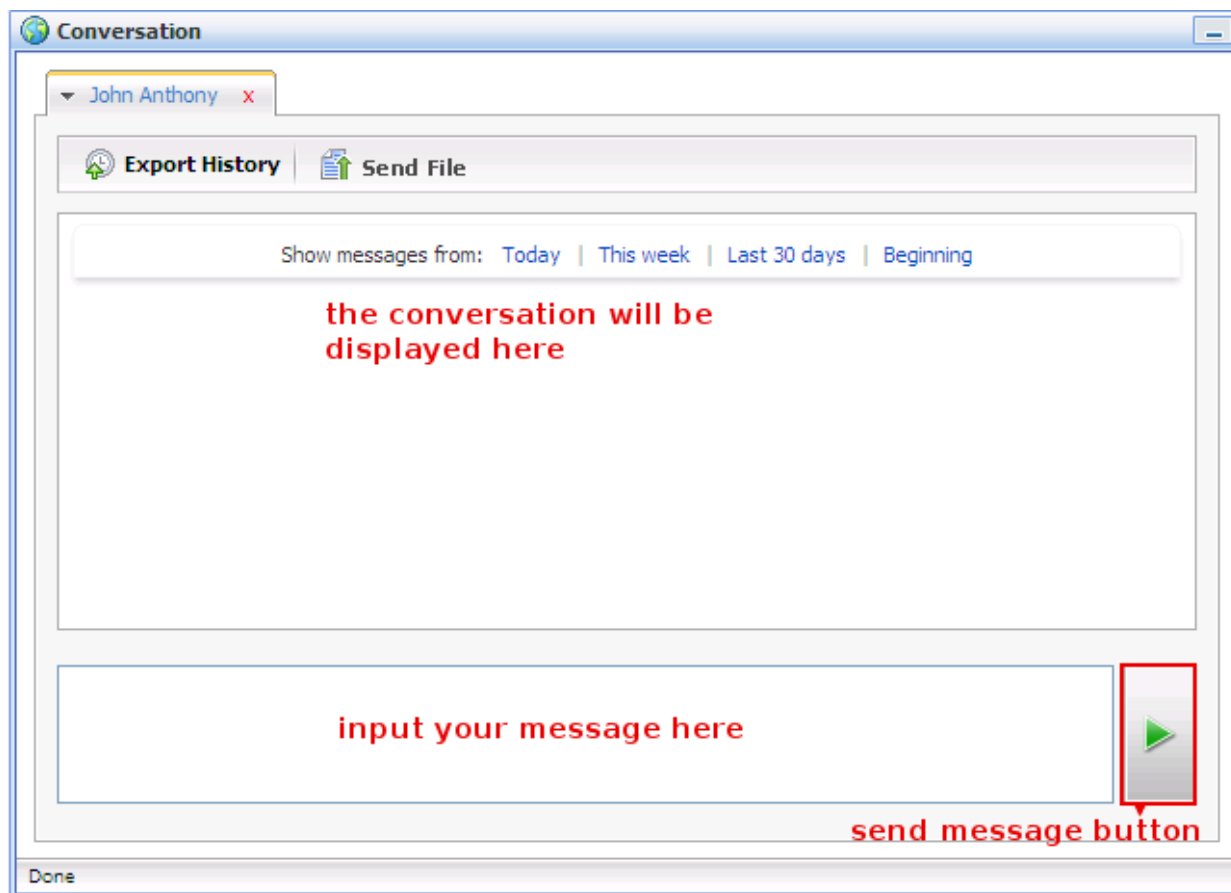 Conversation
John Anthony x
Export History Send File
Show messages from: Today | This week | Last 30 days | Beginning
the conversation will be
displayed here
input your message here
send message button
Done